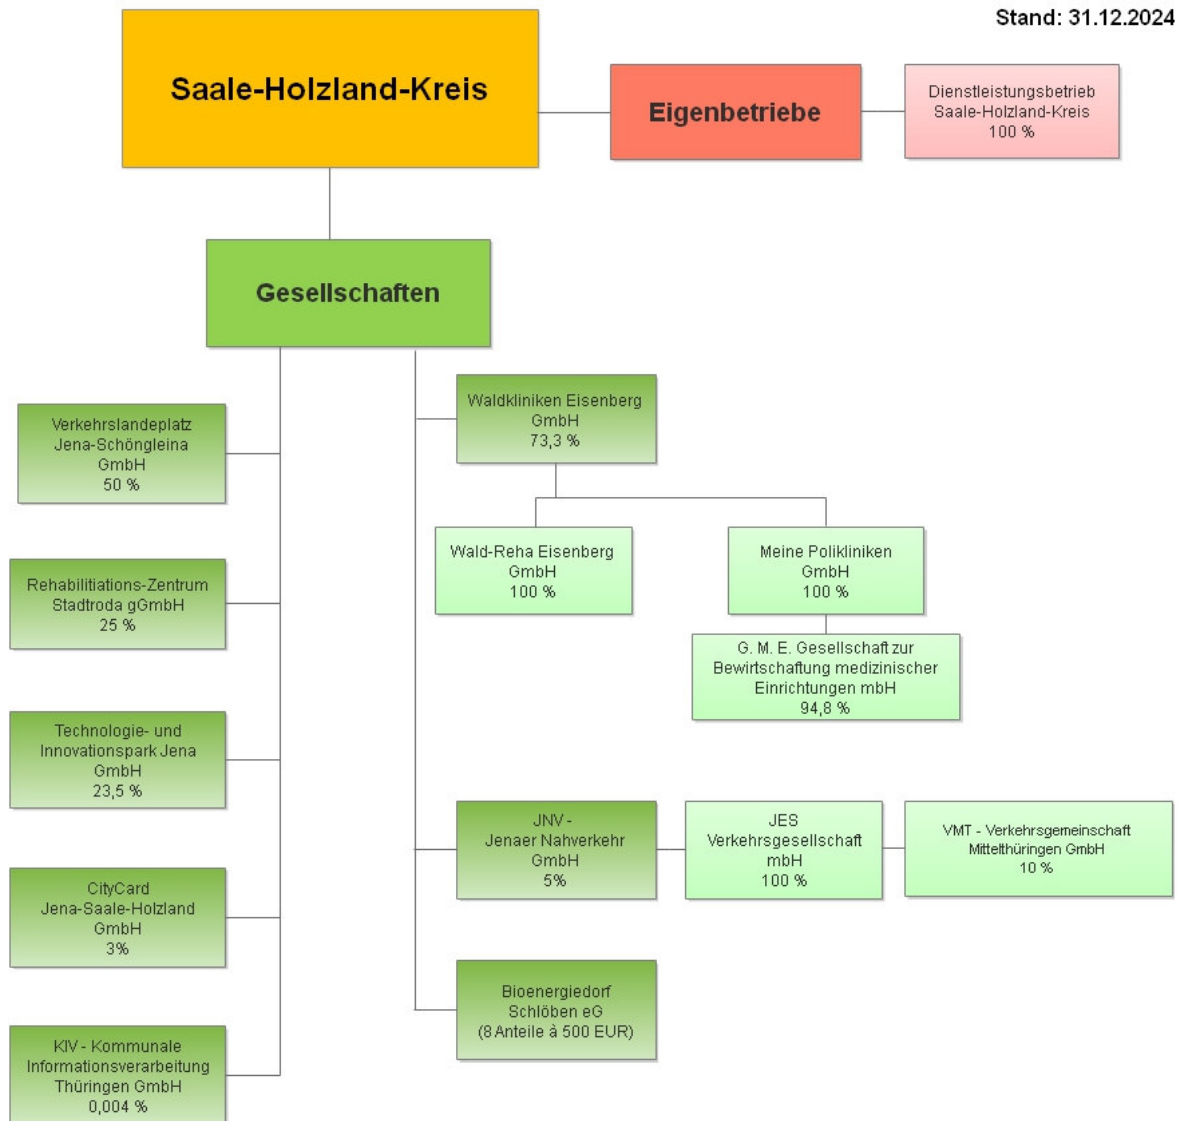 Stand: 31.12.2024
Saale-Holzland-Kreis
Eigenbetriebe
Dienstleistungsbetrieb
Saale-Holzland-Kreis
100 %
Gesellschaften
Verkehrslandeplatz
Jena-Schöngleina
GmbH
50 %
Rehabilitiations-Zentrum
Stadtroda gGmbH
25 %
Technologie- und
Innovationspark Jena
GmbH
23,5 %
CityCard
Jena-Saale-Holzland
GmbH
3%
KIV - Kommunale
Informationsverarbeitung
Thüringen GmbH
0,004 %
Waldkliniken Eisenberg
GmbH
73,3 %
Wald-Reha Eisenberg
GmbH
100 %
Meine Polikliniken
GmbH
100 %
G. M. E. Gesellschaft zur
Bewirtschaftung medizinischer
Einrichtungen mbH
94,8 %
JNV -
Jenaer Nahverkehr
GmbH
5%
JES
Verkehrsgesellschaft
mbH
100 %
VMT - Verkehrsgemeinschaft
Mittelthüringen GmbH
10 %
Bioenergiedorf
Schlöben eG
(8 Anteile à 500 EUR)